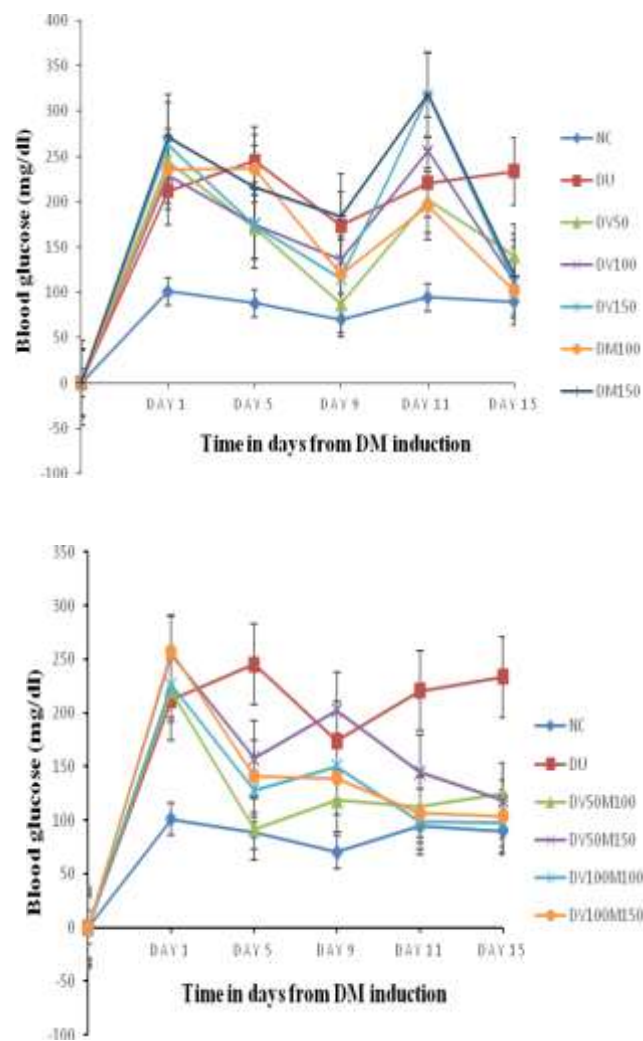 400
350
300
250
200
150
100
50
0
-50
-100
Blood glucose (mg/dl)
DAY 1 DAY 5 DAY 9 DAY 11 DAY 15
Time in days from DM induction
NC
DU
DV50
DV100
DV150
DM100
DM150
350
300
250
200
150
100
50
0
-50
-100
Blood glucose (mg/dl)
DAY 1 DAY 5 DAY 9 DAY 11 DAY 15
Time in days from DM induction
NC
DU
DV50M100
DV50M150
DV100M100
DV100M150